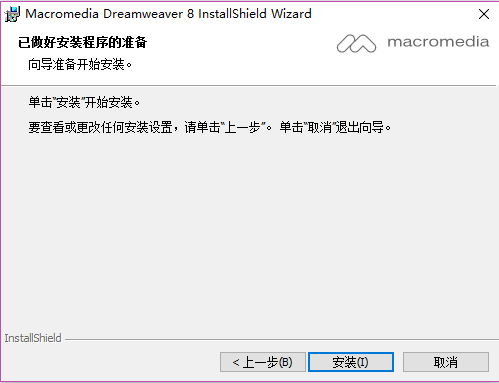 Macromedia Dreamweaver 8 InstallShield Wizard
已做好安装程序的准备
向导准备开始安装。
macromedia
单击“安装”开始安装。
要查看或更改任何安装设置，请单击“上一步”。 单击“取消”退出向导。
InstallShield
< 上一步(B)
安装(I)
取消